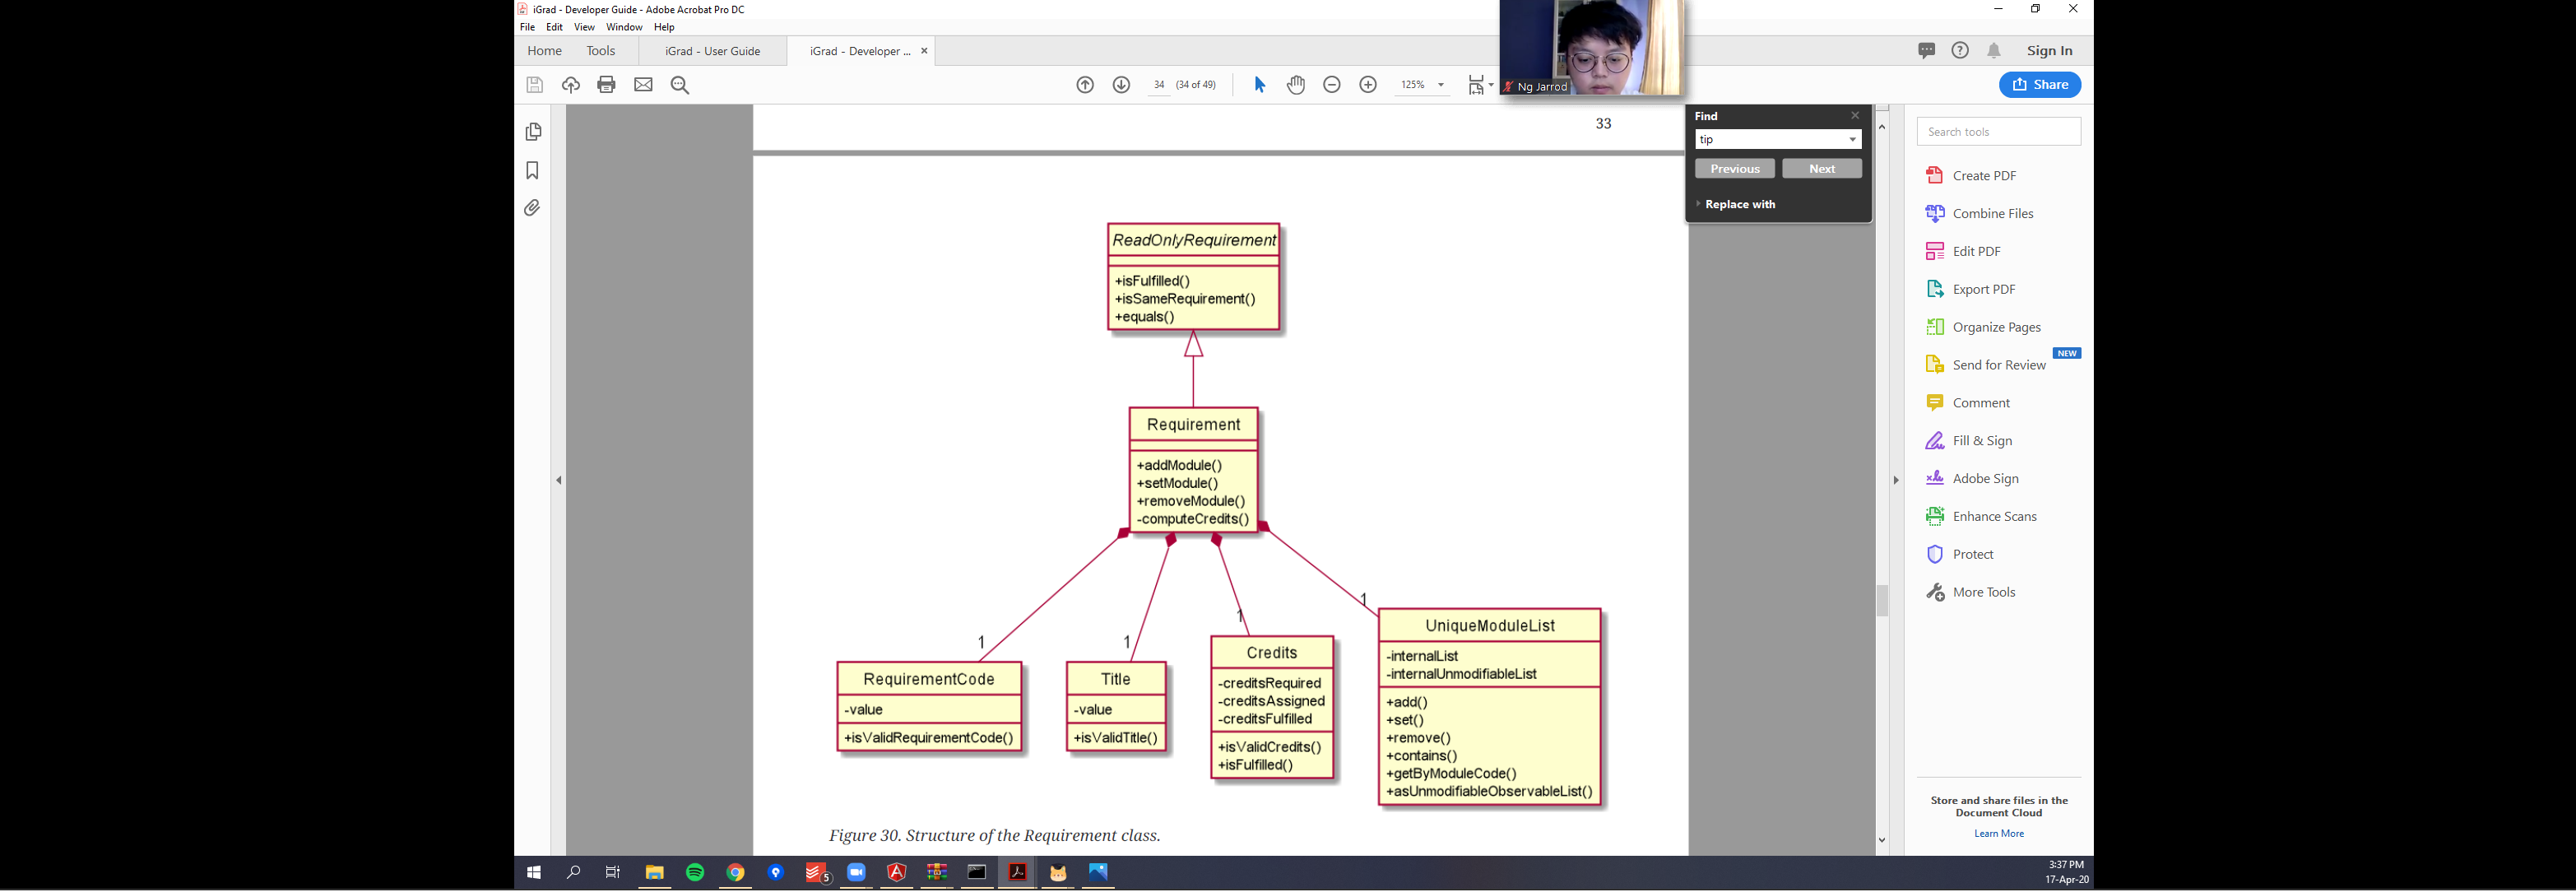 iGrad - Developer Guide - Adobe Acrobat Pro DC
File Edit View Window Help
Home Tools iGrad - User Guide iGrad - Developer ... ×
Sign In
34 (34 of 49)
125%
Ng Jarrod
Share
33
Find
tip
Previous Next
Replace with
ReadOnlyRequirement
+isFulfilled()
+isSameRequirement()
+equals()
Requirement
+addModule()
+setModule()
+removeModule()
-computeCredits()
1
1
1
1
RequirementCode
-value
+isValidRequirementCode()
Title
-value
+isValidTitle()
Credits
-creditsRequired
-creditsAssigned
-creditsFulfilled
+isValidCredits()
+isFulfilled()
UniqueModuleList
-internalList
-internalUnmodifiableList
+add()
+set()
+remove()
+contains()
+getByModuleCode()
+asUnmodifiableObservableList()
Figure 30. Structure of the Requirement class.
Search tools
Create PDF
Combine Files
Edit PDF
Export PDF
Organize Pages
NEW
Send for Review
Comment
Fill & Sign
Adobe Sign
Enhance Scans
Protect
More Tools
Store and share files in the
Document Cloud
Learn More
5
3:37 PM
17-Apr-20